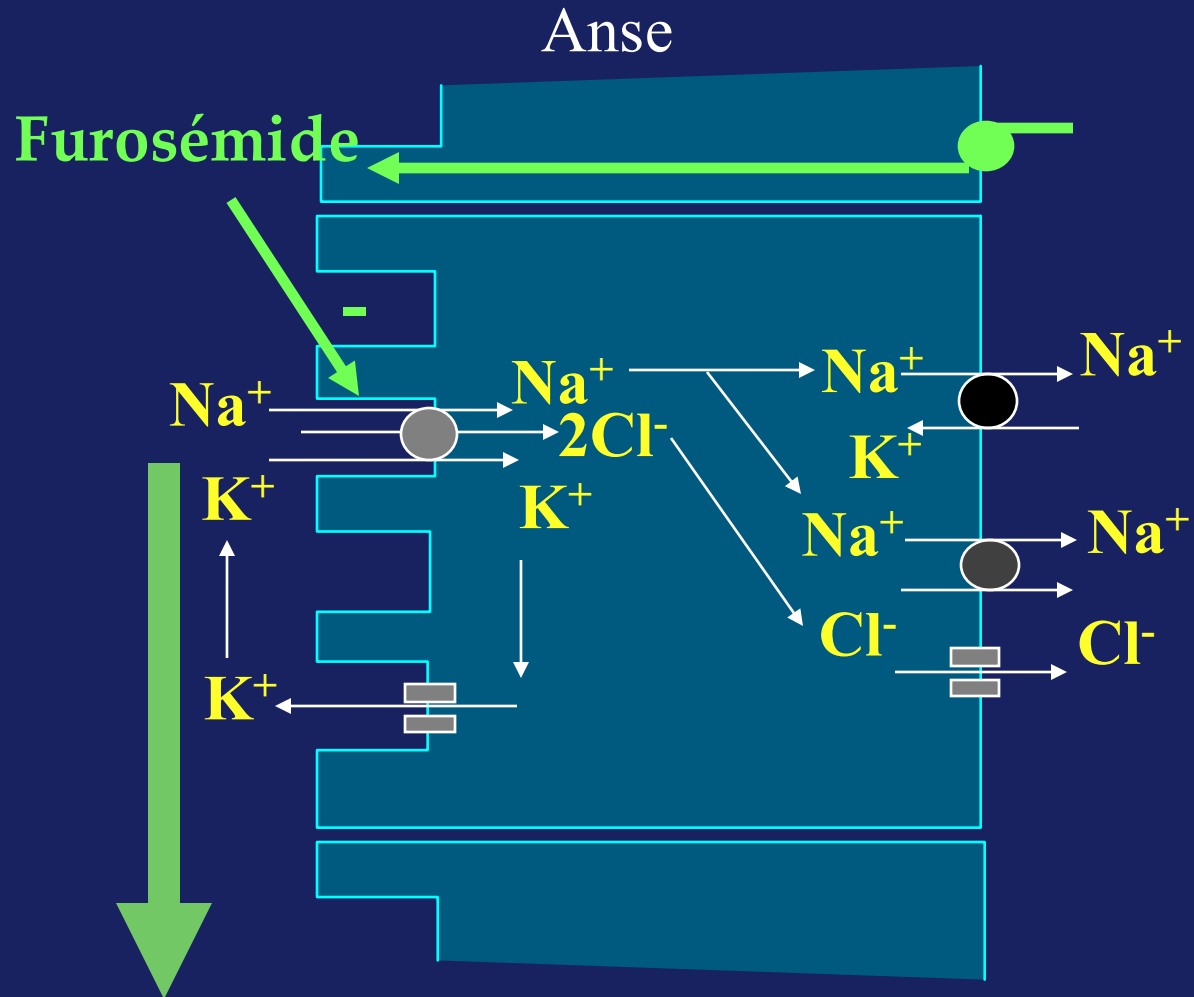 Anse
Furosémide
-
Na⁺ Na⁺ Na⁺ Na⁺
2Cl⁻
K⁺
K⁺ K⁺
Na⁺ Na⁺
Cl⁻ Cl⁻
K⁺